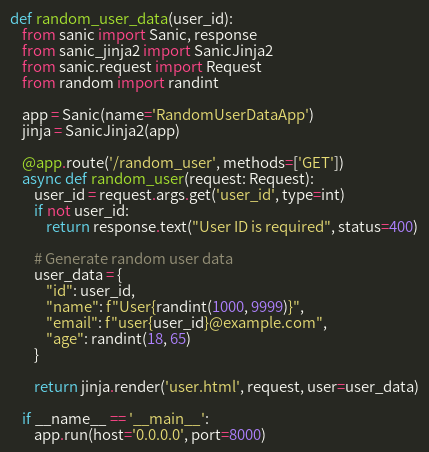 def random_user_data(user_id):
    from sanic import Sanic, response
    from sanic_jinja2 import SanicJinja2
    from sanic.request import Request
    from random import randint

    app = Sanic(name='RandomUserDataApp')
    jinja = SanicJinja2(app)

    @app.route('/random_user', methods=['GET'])
    async def random_user(request: Request):
        user_id = request.args.get('user_id', type=int)
        if not user_id:
            return response.text("User ID is required", status=400)

        # Generate random user data
        user_data = {
            "id": user_id,
            "name": f"User{randint(1000, 9999)}",
            "email": f"user{user_id}@example.com",
            "age": randint(18, 65)
        }

        return jinja.render('user.html', request, user=user_data)

    if __name__ == '__main__':
        app.run(host='0.0.0.0', port=8000)